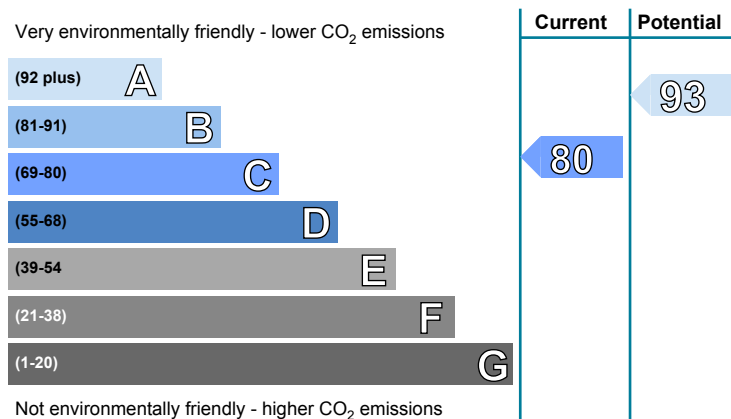 Current Potential
Very environmentally friendly - lower CO2 emissions
(92 plus) A
93
(81-91) B
80
(69-80) C
(55-68) D
(39-54 E
(21-38) F
(1-20) G
Not environmentally friendly - higher CO2 emissions